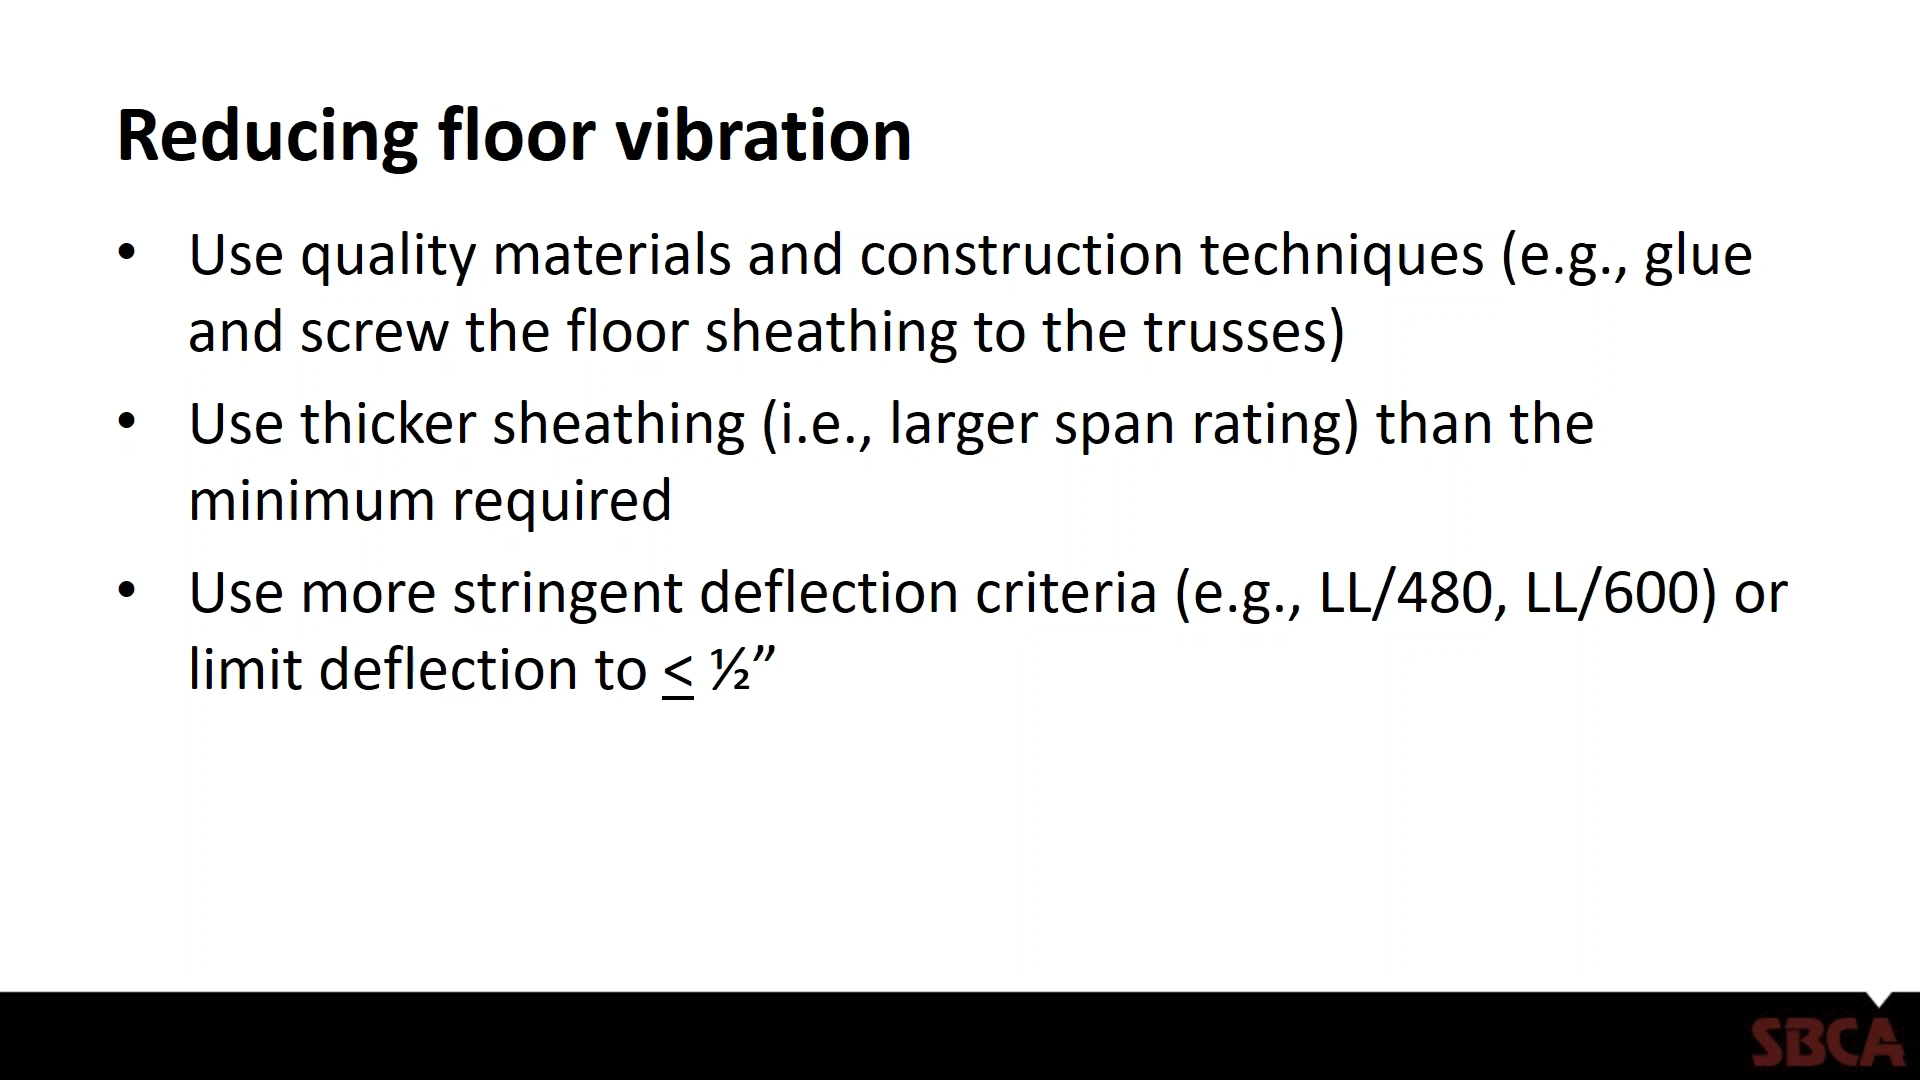 Reducing floor vibration
• Use quality materials and construction techniques (e.g., glue
and screw the floor sheathing to the trusses)
• Use thicker sheathing (i.e., larger span rating) than the
minimum required
• Use more stringent deflection criteria (e.g., LL/480, LL/600) or
limit deflection to ≤ ½”
SBCA